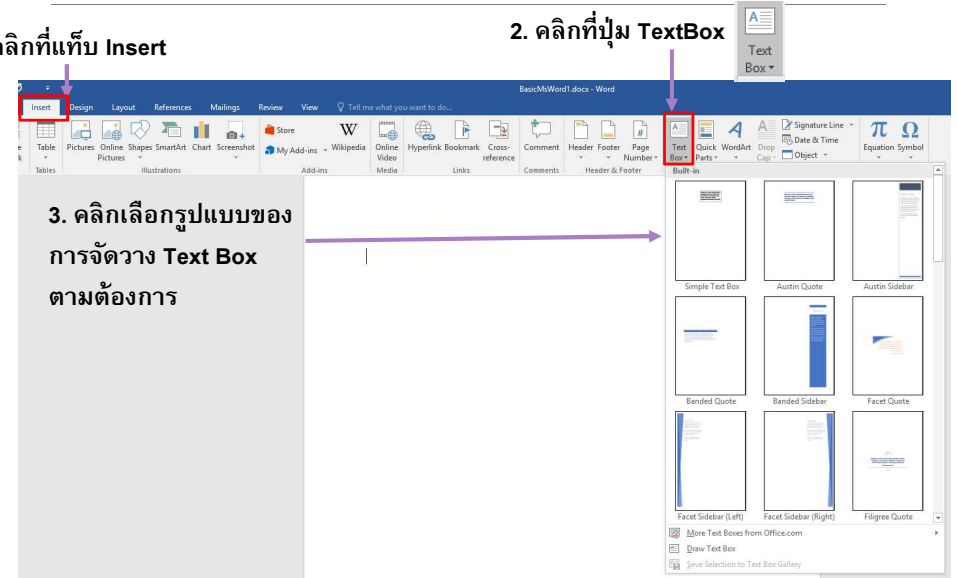 2. คลิกที่ปุ่ม TextBox
Text
Box
ลิกที่แท็บ Insert
BasicMsWord1.docx - Word
Insert Design Layout References Mailings Review View Tell me what you want to do...
Table Pictures Online Pictures Shapes SmartArt Chart Screenshot Store My Add-ins Wikipedia Online Video Hyperlink Bookmark Cross-reference Comment Header Footer Page Number Text Box Quick Parts WordArt Drop Cap Signature Line Date & Time Object Equation Symbol
Tables Illustrations Add-ins Media Links Comments Header & Footer
Built-in
3. คลิกเลือกรูปแบบของ
การจัดวาง Text Box
ตามต้องการ
Simple Text Box Austin Quote Austin Sidebar
Banded Quote Banded Sidebar Facet Quote
Facet Sidebar (Left) Facet Sidebar (Right) Filigree Quote
More Text Boxes from Office.com
Draw Text Box
Save Selection to Text Box Gallery